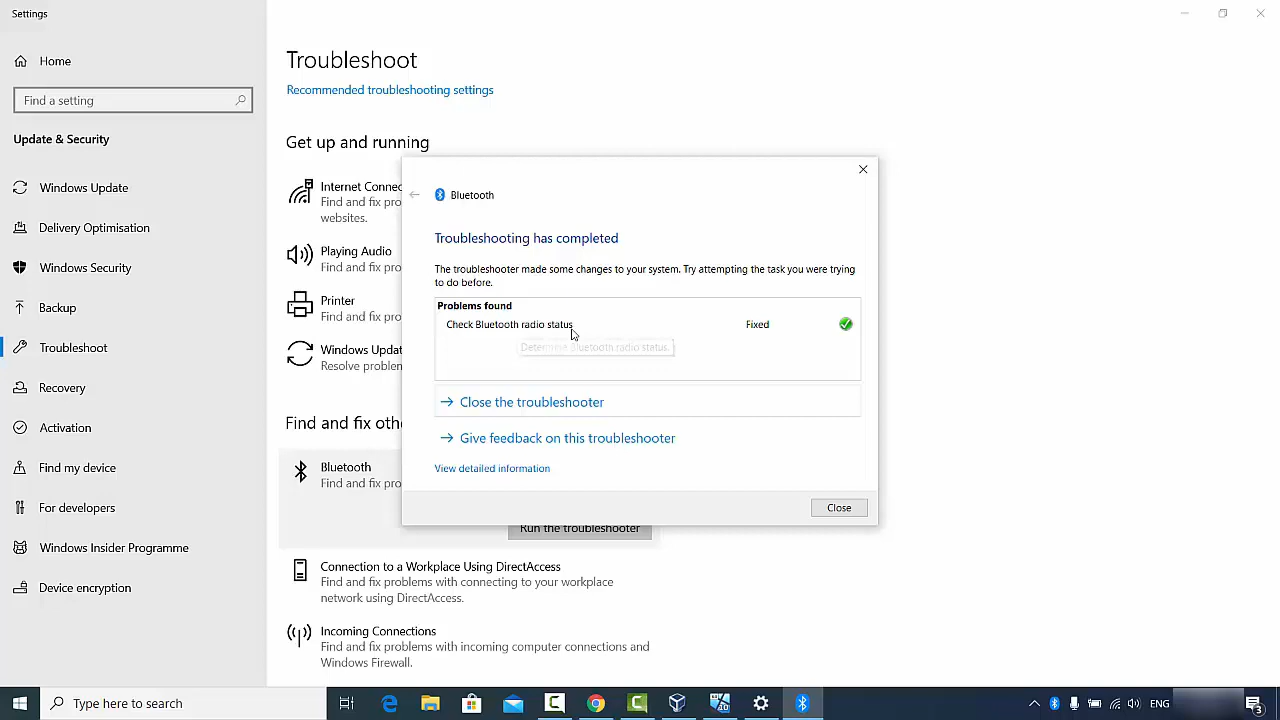 Settings
Home
Find a setting
Update & Security
Windows Update
Delivery Optimisation
Windows Security
Backup
Troubleshoot
Recovery
Activation
Find my device
For developers
Windows Insider Programme
Device encryption
Troubleshoot
Recommended troubleshooting settings
Get up and running
Internet Connec
Find and fix pro
websites.
Playing Audio
Find and fix pro
Printer
Find and fix pro
Windows Updat
Resolve problen
Find and fix oth
Bluetooth
Find and fix pro
Run the troubleshooter
Connection to a Workplace Using DirectAccess
Find and fix problems with connecting to your workplace
network using DirectAccess.
Incoming Connections
Find and fix problems with incoming computer connections and
Windows Firewall.
Bluetooth
Troubleshooting has completed
The troubleshooter made some changes to your system. Try attempting the task you were trying
to do before.
Problems found
Check Bluetooth radio status
Fixed
Determine Bluetooth radio status.
Close the troubleshooter
Give feedback on this troubleshooter
View detailed information
Close
Type here to search
ENG
3